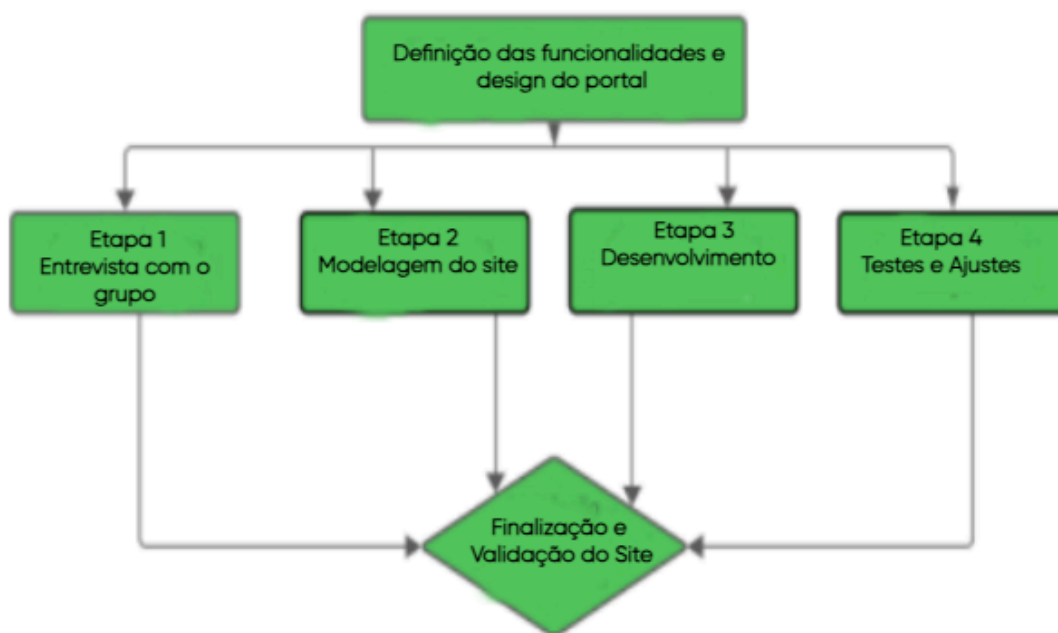 Definição das funcionalidades e
design do portal
Etapa 1
Entrevista com o
grupo
Etapa 2
Modelagem do site
Etapa 3
Desenvolvimento
Etapa 4
Testes e Ajustes
Finalização e
Validação do Site